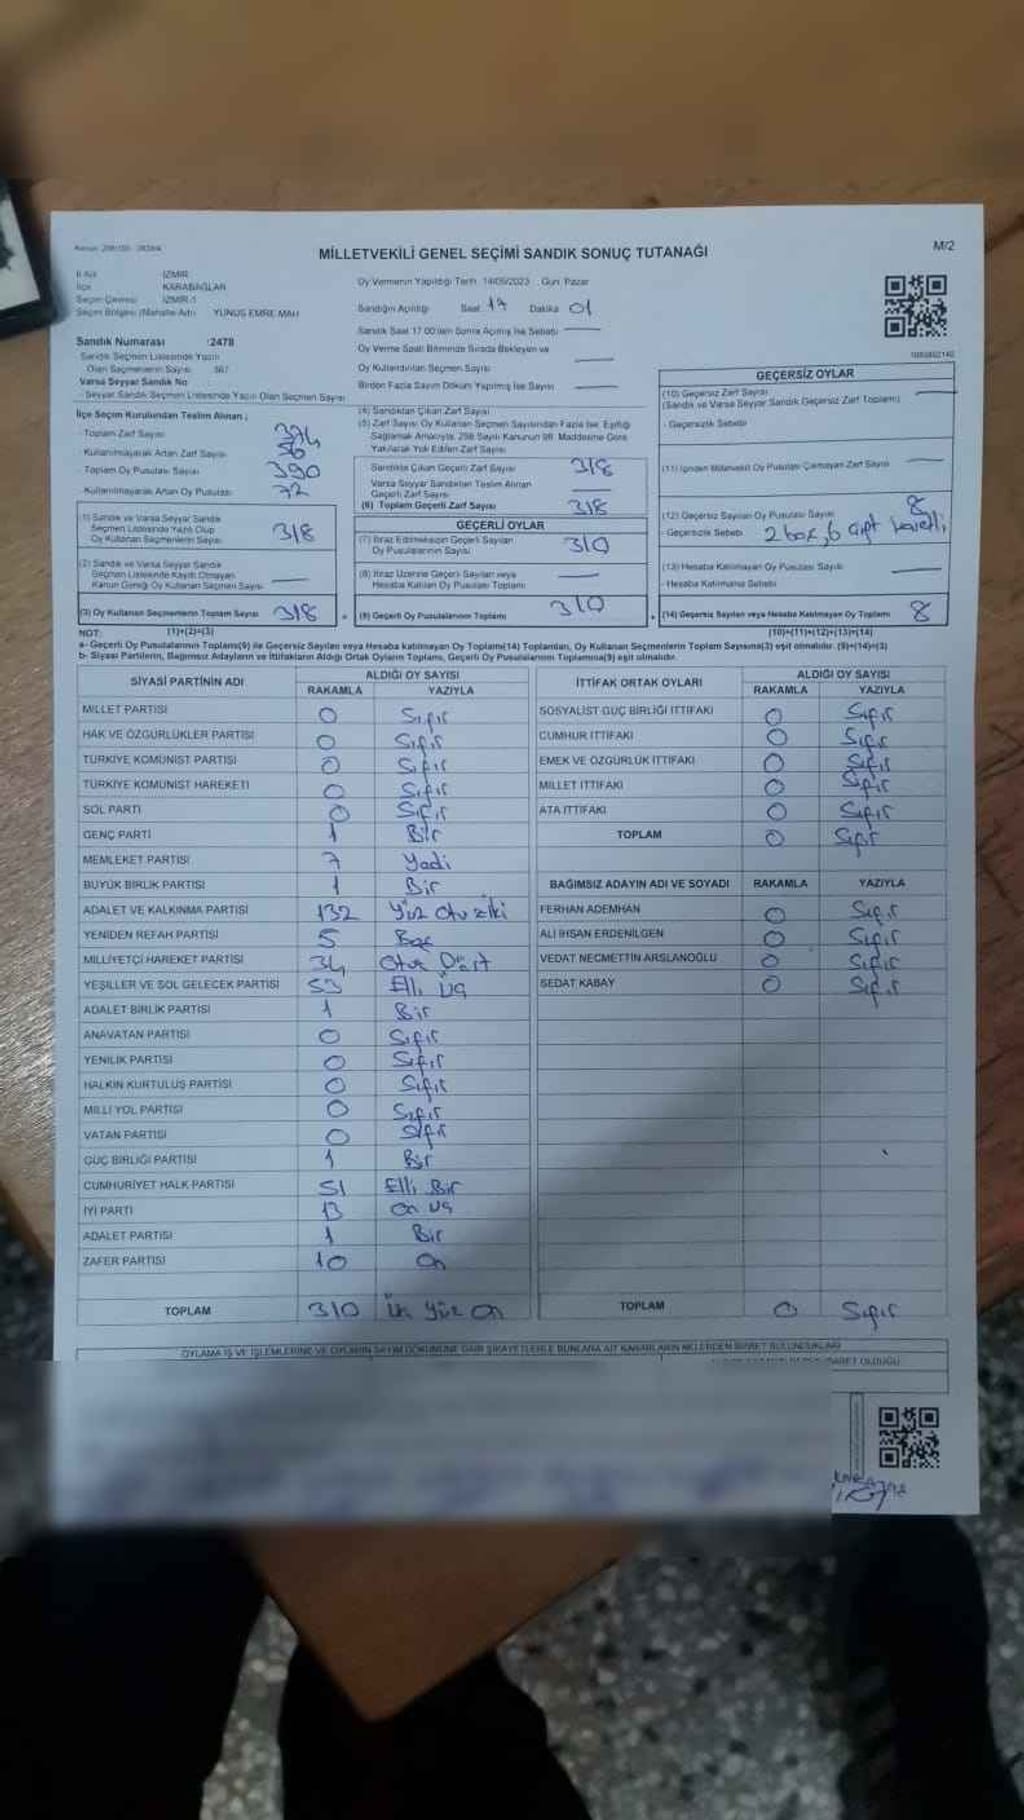 MİLLETVEKİLİ GENEL SEÇİMİ SANDIK SONUÇ TUTANAĞI
M/2
İZMİR
İlçe KARABAĞLAR
Seçim Çevresi İZMİR-1
Seçim Bölgesi (Mahalle Adı) YUNUS EMRE MAH
Sandık Numarası :2478
Sandık Seçmen Listesinde Yazılı
Olan Seçmenlerin Sayısı 367
Varsa Seyyar Sandık No
Seyyar Sandık Seçmen Listesinde Yazılı Olan Seçmen Sayısı
Oy Vermenin Yapıldığı Tarih 14/05/2023 Gün: Pazar
Sandığın Açıldığı Saat 17 Dakika 01
Sandık Saat 17.00'den Sonra Açılmış İse Sebebi
Oy Verme Saati Bitiminde Sırada Bekleyen ve
Oy Kullandırılan Seçmen Sayısı
Birden Fazla Sayım Döküm Yapılmış İse Sayısı
İlçe Seçim Kurulundan Teslim Alınan ;
Toplam Zarf Sayısı 374
Kullanılmayarak Artan Zarf Sayısı 56
Toplam Oy Pusulası Sayısı 390
Kullanılmayarak Artan Oy Pusulası 72
(1) Sandık ve Varsa Seyyar Sandık
Seçmen Listesinde Yazılı Olup
Oy Kullanan Seçmenlerin Sayısı 318
(2) Sandık ve Varsa Seyyar Sandık
Seçmen Listesinde Kayıtlı Olmayan
Kanun Gereği Oy Kullanan Seçmen Sayısı
(3) Oy Kullanan Seçmenlerin Toplam Sayısı 318
(1)+(2)=(3)
(4) Sandıktan Çıkan Zarf Sayısı
(5) Zarf Sayısı Oy Kullanan Seçmen Sayısından Fazla İse, Eşitliği
Sağlamak Amacıyla, 298 Sayılı Kanunun 98. Maddesine Göre
Yakılarak Yok Edilen Zarf Sayısı
Sandıkta Çıkan Geçerli Zarf Sayısı 318
Varsa Seyyar Sandıktan Teslim Alınan
Geçerli Zarf Sayısı
(6) Toplam Geçerli Zarf Sayısı 318
GEÇERLİ OYLAR
(7) İtiraz Edilmeksizin Geçerli Sayılan
Oy Pusulalarının Sayısı 310
(8) İtiraz Üzerine Geçerli Sayılan veya
Hesaba Katılan Oy Pusulası Toplamı
(9) Geçerli Oy Pusulalarının Toplamı 310
GEÇERSİZ OYLAR
(10) Geçersiz Zarf Sayısı
(Sandık ve Varsa Seyyar Sandık Geçersiz Zarf Toplamı)
- Geçersizlik Sebebi
(11) İçinden Milletvekili Oy Pusulası Çıkmayan Zarf Sayısı
(12) Geçersiz Sayılan Oy Pusulası Sayısı 8
- Geçersizlik Sebebi 2 boş, 6 çift
(13) Hesaba Katılmayan Oy Pusulası Sayısı
- Hesaba Katılmama Sebebi
(14) Geçersiz Sayılan veya Hesaba Katılmayan Oy Toplamı 8
(10)+(11)+(12)+(13)=(14)
NOT:
a- Geçerli Oy Pusulalarının Toplamı(9) ile Geçersiz Sayılan veya Hesaba katılmayan Oy Toplamı(14) Toplamları, Oy Kullanan Seçmenlerin Toplam Sayısına(3) eşit olmalıdır. (9)+(14)=(3)
b- Siyasi Partilerin, Bağımsız Adayların ve İttifakların Aldığı Ortak Oyların Toplamı, Geçerli Oy Pusulalarının Toplamına(9) eşit olmalıdır.
SİYASİ PARTİNİN ADI ALDIĞI OY SAYISI
RAKAMLA YAZIYLA
MİLLET PARTİSİ 0 Sıfır
HAK VE ÖZGÜRLÜKLER PARTİSİ 0 Sıfır
TÜRKİYE KOMÜNİST PARTİSİ 0 Sıfır
TÜRKİYE KOMÜNİST HAREKETİ 0 Sıfır
SOL PARTİ 0 Sıfır
GENÇ PARTİ 1 Bir
MEMLEKET PARTİSİ 7 Yadi
BÜYÜK BİRLİK PARTİSİ 1 Bir
ADALET VE KALKINMA PARTİSİ 132 Yüz Otuz iki
YENİDEN REFAH PARTİSİ 5 Beş
MİLLİYETÇİ HAREKET PARTİSİ 34 Otuz Dört
YEŞİLLER VE SOL GELECEK PARTİSİ 53 Elli üç
ADALET BİRLİK PARTİSİ 1 Bir
ANAVATAN PARTİSİ 0 Sıfır
YENİLİK PARTİSİ 0 Sıfır
HALKIN KURTULUŞ PARTİSİ 0 Sıfır
MİLLİ YOL PARTİSİ 0 Sıfır
VATAN PARTİSİ 0 Sıfır
GÜÇ BİRLİĞİ PARTİSİ 1 Bir
CUMHURİYET HALK PARTİSİ 51 Elli Bir
İYİ PARTİ 13 On üç
ADALET PARTİSİ 1 Bir
ZAFER PARTİSİ 10 On
TOPLAM 310 Üç Yüz On
İTTİFAK ORTAK OYLARI ALDIĞI OY SAYISI
RAKAMLA YAZIYLA
SOSYALİST GÜÇ BİRLİĞİ İTTİFAKI 0 Sıfır
CUMHUR İTTİFAKI 0 Sıfır
EMEK VE ÖZGÜRLÜK İTTİFAKI 0 Sıfır
MİLLET İTTİFAKI 0 Sıfır
ATA İTTİFAKI 0 Sıfır
TOPLAM 0 Sıfır
BAĞIMSIZ ADAYIN ADI VE SOYADI RAKAMLA YAZIYLA
FERHAN ADEMHAN 0 Sıfır
ALİ İHSAN ERDENİLGEN 0 Sıfır
VEDAT NECMETTİN ARSLANOĞLU 0 Sıfır
SEDAT KABAY 0 Sıfır
TOPLAM 0 Sıfır